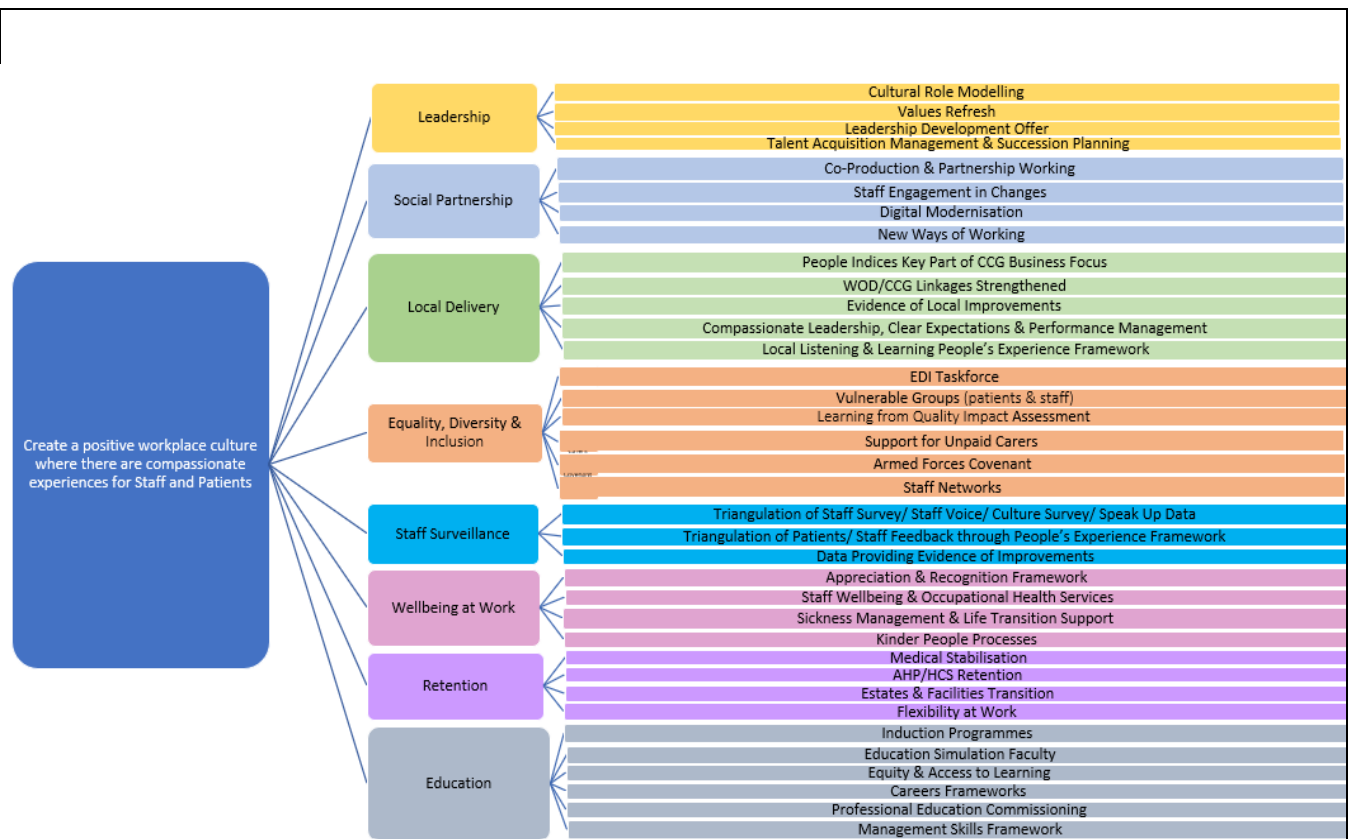 Create a positive workplace culture
where there are compassionate
experiences for Staff and Patients
Leadership
Cultural Role Modelling
Values Refresh
Leadership Development Offer
Talent Acquisition Management & Succession Planning
Social Partnership
Co-Production & Partnership Working
Staff Engagement in Changes
Digital Modernisation
New Ways of Working
Local Delivery
People Indices Key Part of CCG Business Focus
WOD/CCG Linkages Strengthened
Evidence of Local Improvements
Compassionate Leadership, Clear Expectations & Performance Management
Local Listening & Learning People's Experience Framework
Equality, Diversity &
Inclusion
EDI Taskforce
Vulnerable Groups (patients & staff)
Learning from Quality Impact Assessment
Support for Unpaid Carers
Armed Forces Covenant
Staff Networks
Staff Surveillance
Triangulation of Staff Survey/ Staff Voice/ Culture Survey/ Speak Up Data
Triangulation of Patients/ Staff Feedback through People's Experience Framework
Data Providing Evidence of Improvements
Wellbeing at Work
Appreciation & Recognition Framework
Staff Wellbeing & Occupational Health Services
Sickness Management & Life Transition Support
Kinder People Processes
Retention
Medical Stabilisation
AHP/HCS Retention
Estates & Facilities Transition
Flexibility at Work
Education
Induction Programmes
Education Simulation Faculty
Equity & Access to Learning
Careers Frameworks
Professional Education Commissioning
Management Skills Framework